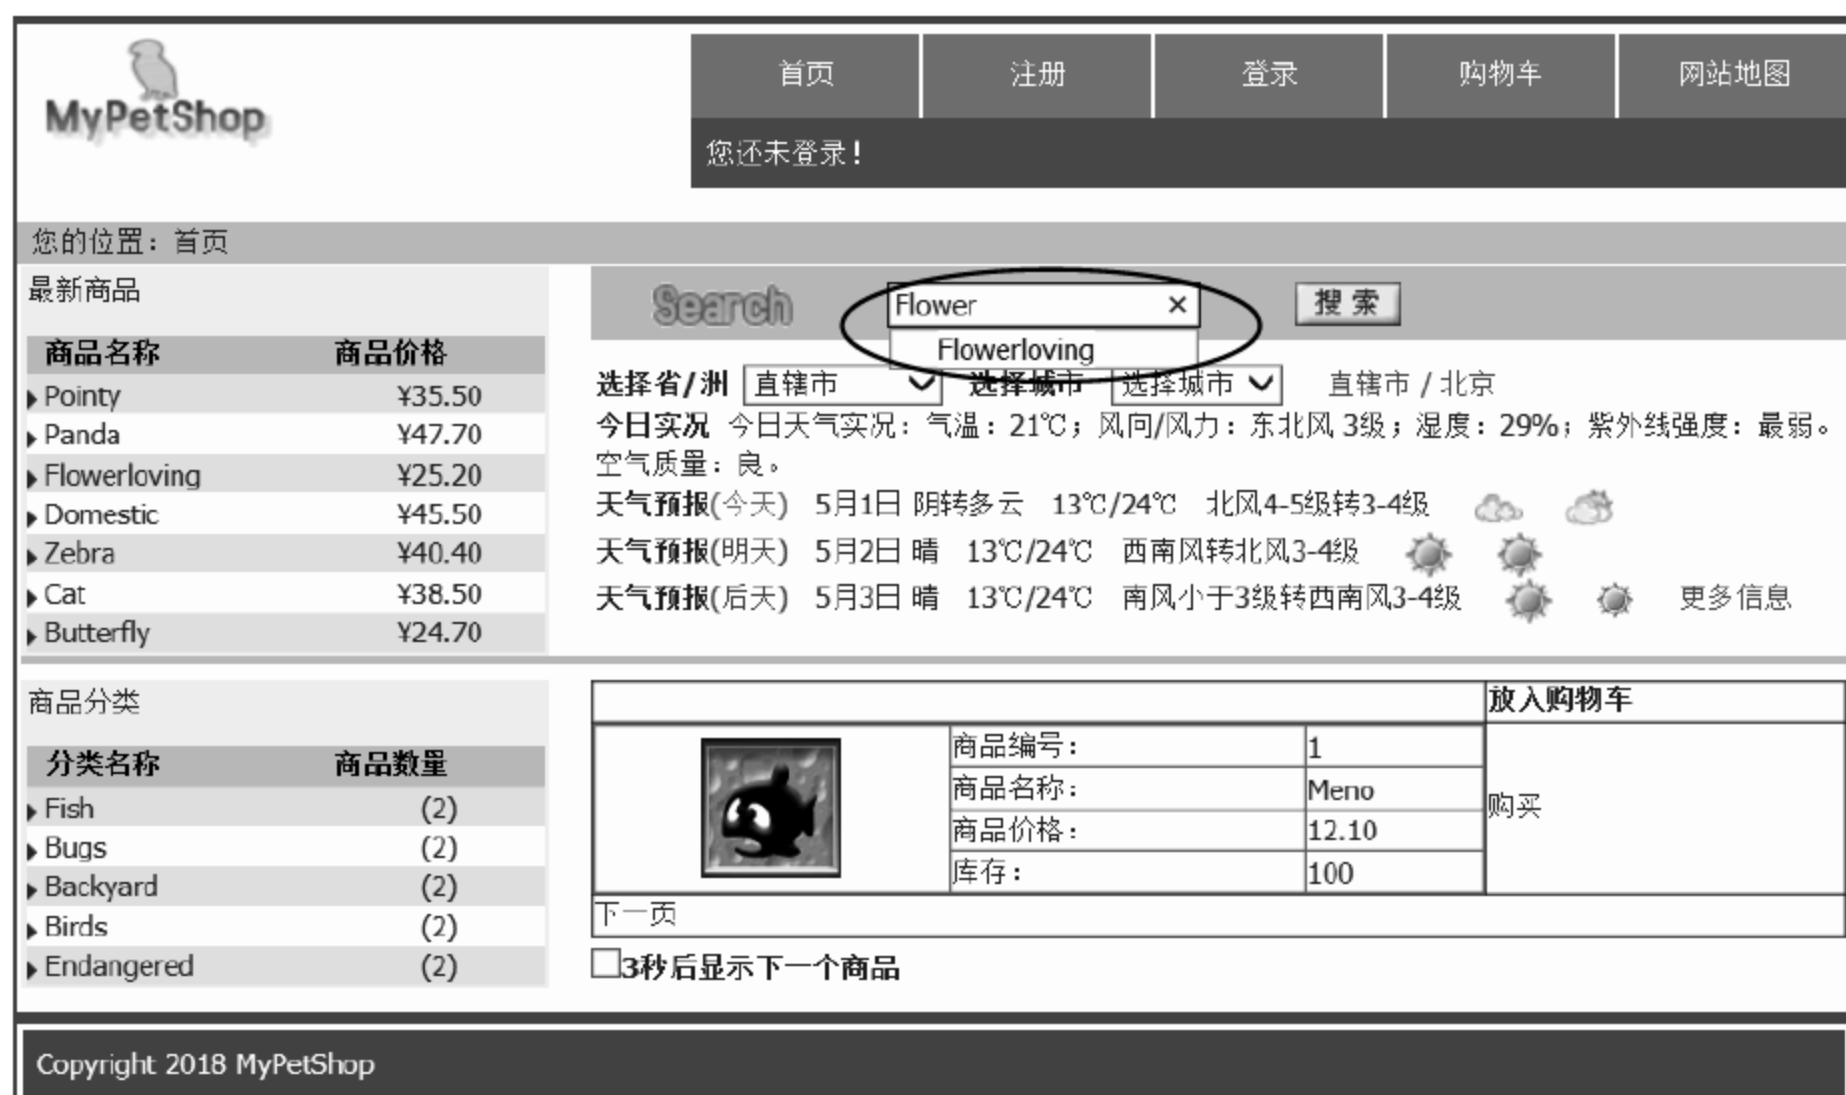 MyPetShop
首页 注册 登录 购物车 网站地图
您还未登录！
您的位置：首页
最新商品
商品名称 商品价格
Pointy ¥35.50
Panda ¥47.70
Flowerloving ¥25.20
Domestic ¥45.50
Zebra ¥40.40
Cat ¥38.50
Butterfly ¥24.70
商品分类
分类名称 商品数量
Fish (2)
Bugs (2)
Backyard (2)
Birds (2)
Endangered (2)
Search Flower × 搜 索
Flowerloving
选择省/洲 直辖市 选择城市 选择城市 直辖市 / 北京
今日实况 今日天气实况：气温：21℃；风向/风力：东北风 3级；湿度：29%；紫外线强度：最弱。
空气质量：良。
天气预报(今天) 5月1日 阴转多云 13℃/24℃ 北风4-5级转3-4级
天气预报(明天) 5月2日 晴 13℃/24℃ 西南风转北风3-4级
天气预报(后天) 5月3日 晴 13℃/24℃ 南风小于3级转西南风3-4级 更多信息
放入购物车
商品编号： 1
商品名称： Meno
商品价格： 12.10
库存： 100
购买
下一页
3秒后显示下一个商品
Copyright 2018 MyPetShop